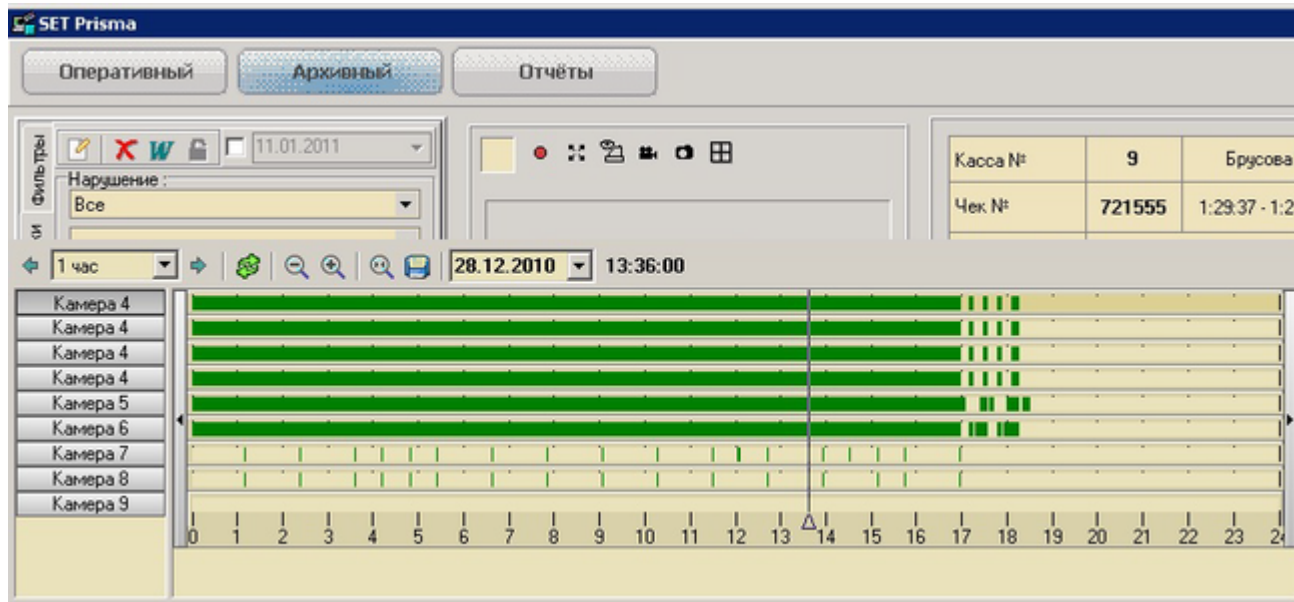 SET Prisma
Оперативный Архивный Отчёты
Фильтры
11.01.2011
Нарушение :
Все
Касса № 9 Брусова
Чек № 721555 1:29:37 - 1:2
1 час 28.12.2010 13:36:00
Камера 4
Камера 4
Камера 4
Камера 4
Камера 5
Камера 6
Камера 7
Камера 8
Камера 9
0 1 2 3 4 5 6 7 8 9 10 11 12 13 14 15 16 17 18 19 20 21 22 23